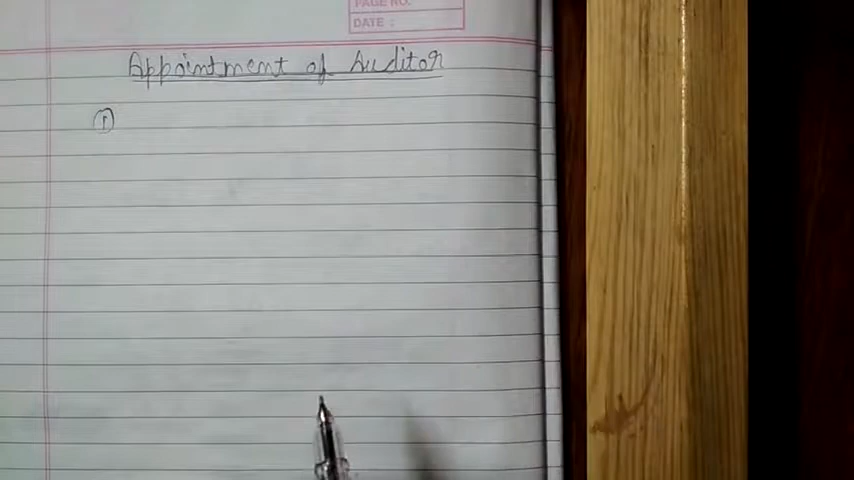 PAGE NO.
DATE :
Appointment of Auditor
①